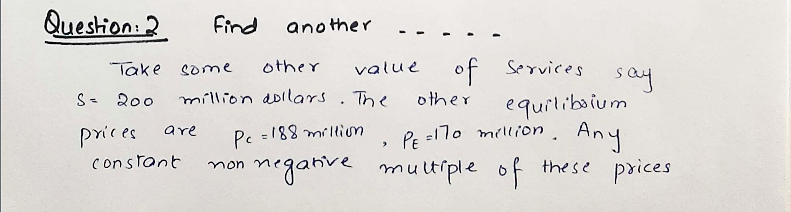 Question: 2 Find another - - - - -
Take some other value of services say
S = 200 million dollars. The other equilibrium
prices are Pc = 188 million, PE = 170 million. Any
constant non negative multiple of these prices